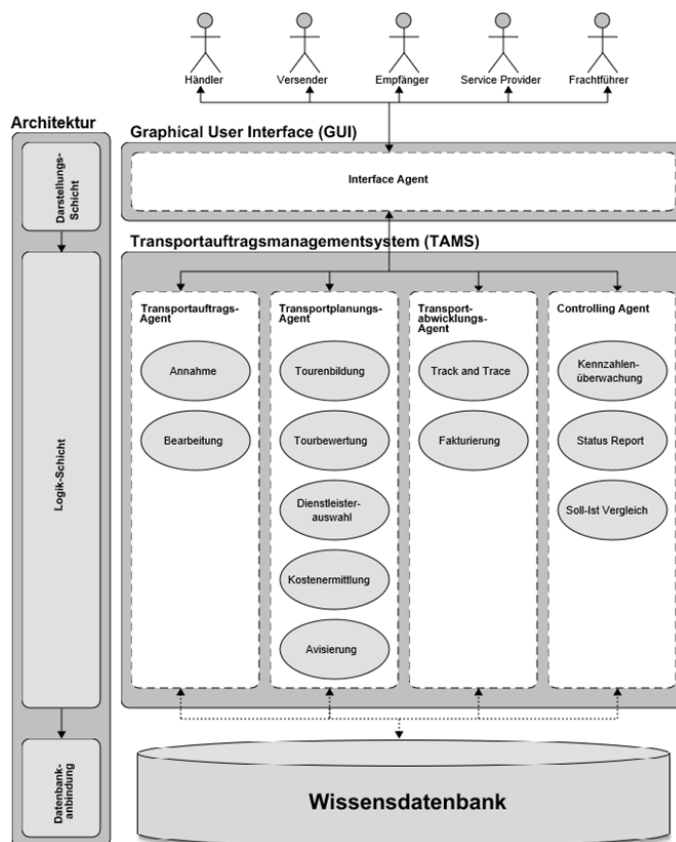 Händler
Versender
Empfänger
Service Provider
Frachtführer
Architektur
Graphical User Interface (GUI)
Darstellungs-
Schicht
Interface Agent
Transportauftragsmanagementsystem (TAMS)
Logik-Schicht
Transportauftrags-
Agent
Annahme
Bearbeitung
Transportplanungs-
Agent
Tourenbildung
Tourbewertung
Dienstleister-
auswahl
Kostenermittlung
Avisierung
Transport-
abwicklungs-
Agent
Track and Trace
Fakturierung
Controlling Agent
Kennzahlen-
überwachung
Status Report
Soll-Ist Vergleich
Datenbank-
anbindung
Wissensdatenbank